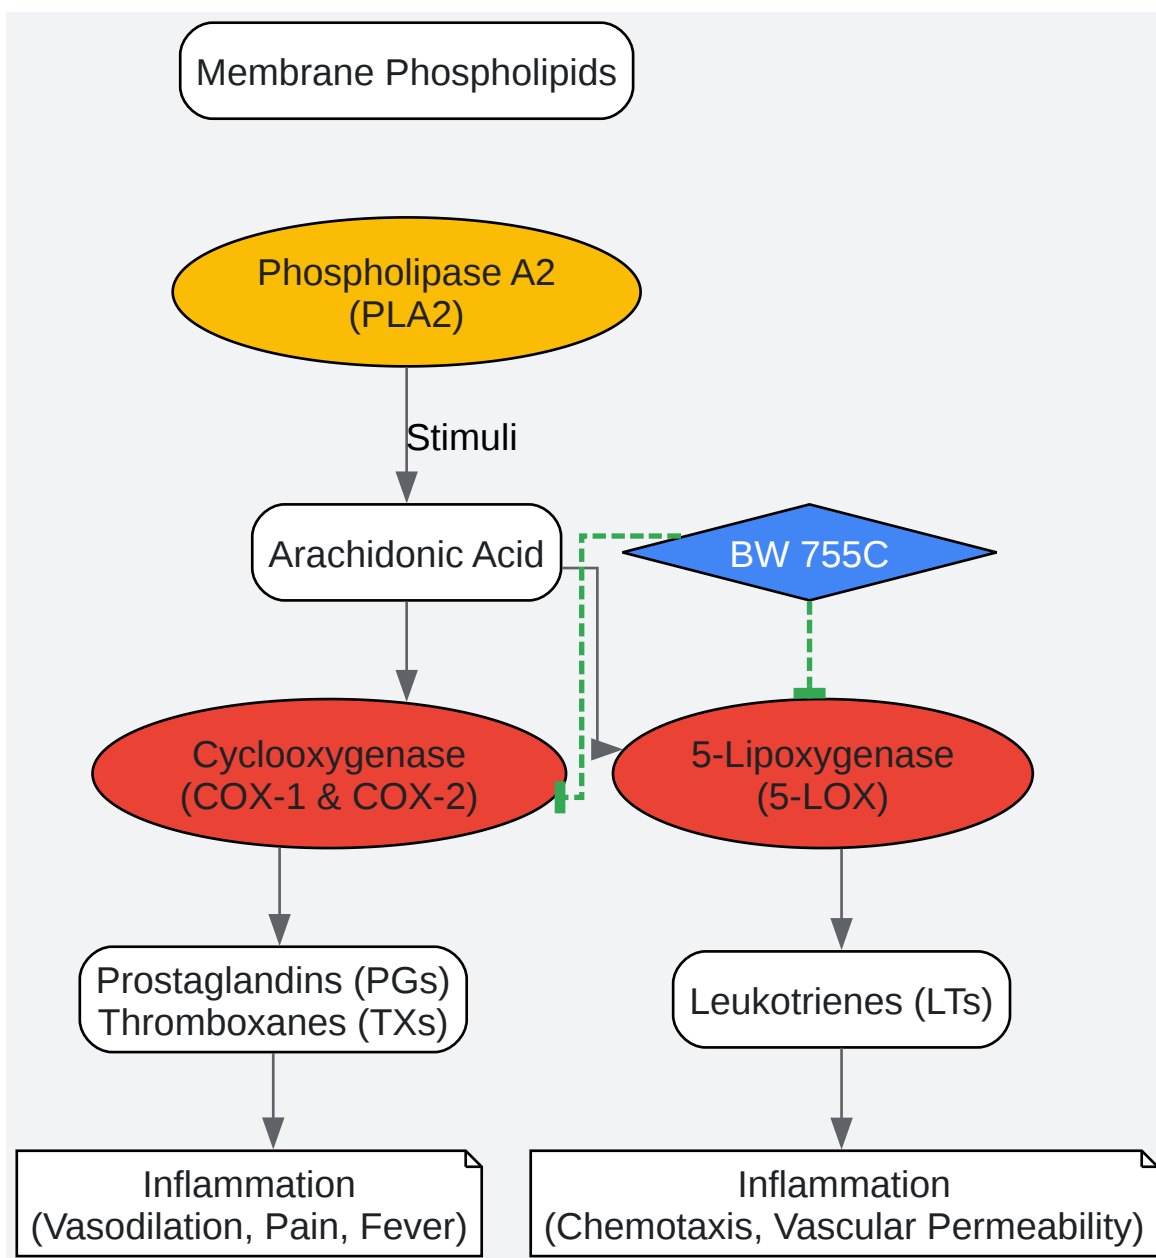 Membrane Phospholipids
Phospholipase A2
(PLA2)
Stimuli
Arachidonic Acid
BW 755C
Cyclooxygenase
(COX-1 & COX-2)
5-Lipoxygenase
(5-LOX)
Prostaglandins (PGs)
Thromboxanes (TXs)
Leukotrienes (LTs)
Inflammation
(Vasodilation, Pain, Fever)
Inflammation
(Chemotaxis, Vascular Permeability)